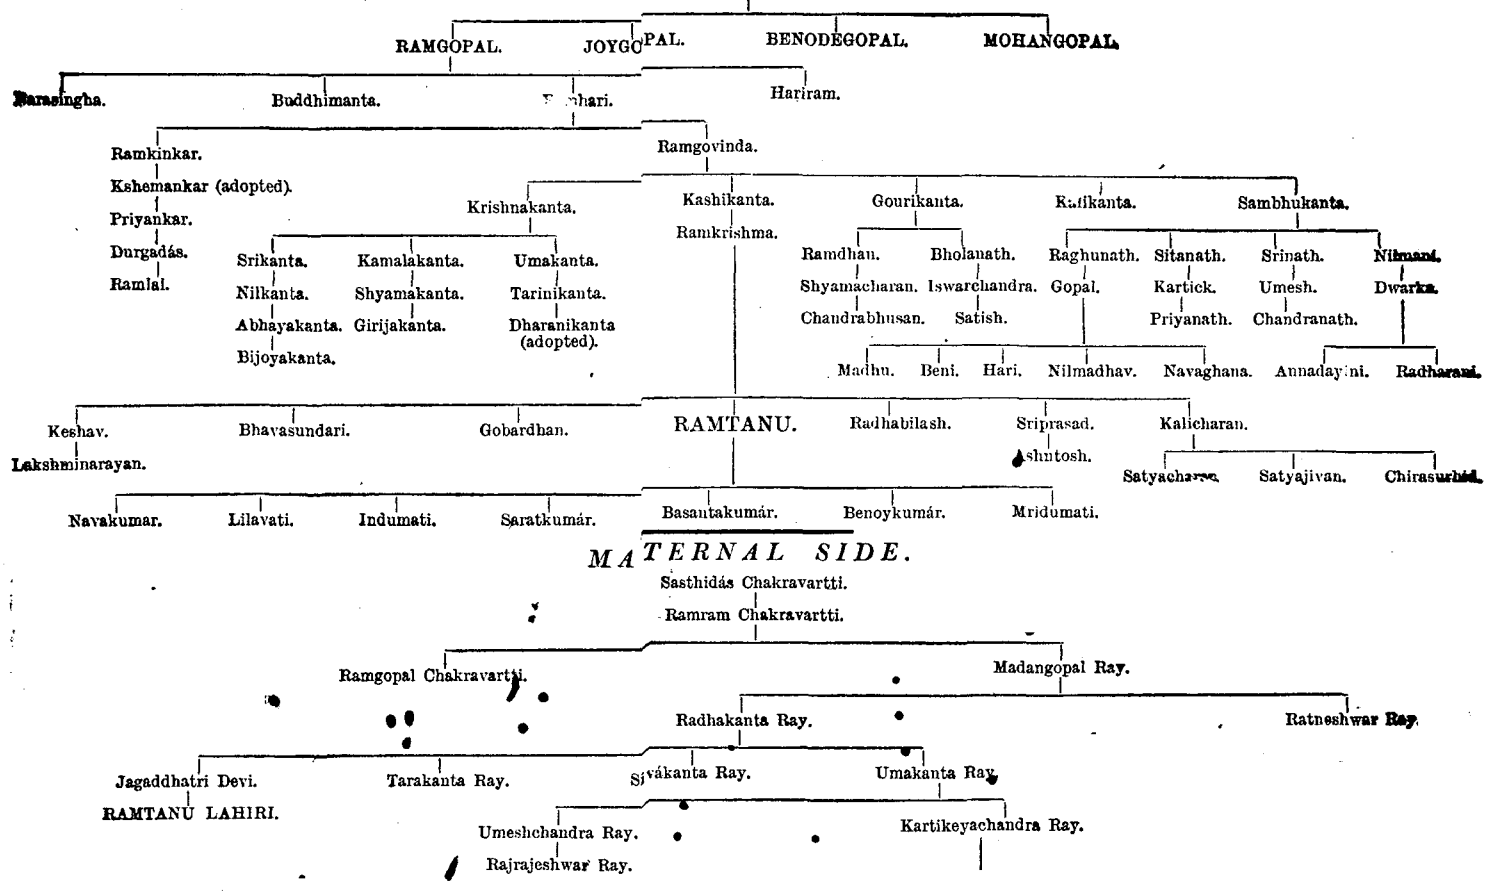 RAMGOPAL. JOYGOPAL. BENODEGOPAL. MOHANGOPAL.
Narasingha. Buddhimanta. Hariram.
Ramkinkar. Ramgovinda.
Kshemankar (adopted).
Krishnakanta. Kashikanta. Gourikanta. Sambhukanta.
Priyankar.
Ramkrishma.
Durgadás. Srikanta. Kamalakanta. Umakanta. Ramdhan. Bholanath. Raghunath. Sitanath. Srinath. Nilmani.
Ramlal. Nilkanta. Shyamakanta. Tarinikanta. Shyamacharan. Iswarchandra. Gopal. Kartick. Umesh. Dwarka.
Abhayakanta. Girijakanta. Dharanikanta (adopted). Chandrabhusan. Satish. Priyanath. Chandranath.
Bijoyakanta.
Madhu. Beni. Hari. Nilmadhav. Navaghana. Radharani.
Keshav. Bhavasundari. Gobardhan. RAMTANU. Radhabilash. Sriprasad. Kalicharan.
Lakshminarayan. Ashutosh. Satyajivan.
Navakumar. Lilavati. Indumati. Saratkumár. Basantakumár. Benoykumár. Mridumati.
MATERNAL SIDE.
Sasthidás Chakravartti.
Ramram Chakravartti.
Ramgopal Chakravartti. Madangopal Ray.
Radhakanta Ray. Ratneshwar Ray.
Jagaddhatri Devi. Tarakanta Ray. Sivákanta Ray. Umakanta Ray.
RAMTANU LAHIRI.
Umeshchandra Ray. Kartikeyachandra Ray.
Rajrajeshwar Ray.